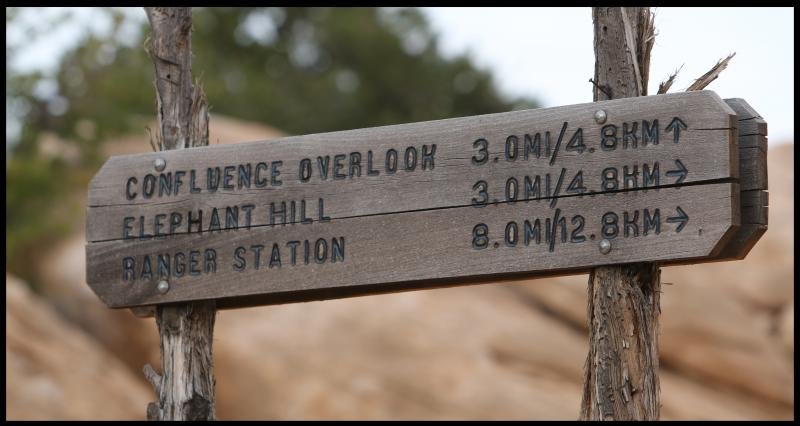 CONFLUENCE OVERLOOK 3.0MI/4.8KM↑
ELEPHANT HILL 3.0MI/4.8KM→
RANGER STATION 8.0MI/12.8KM→